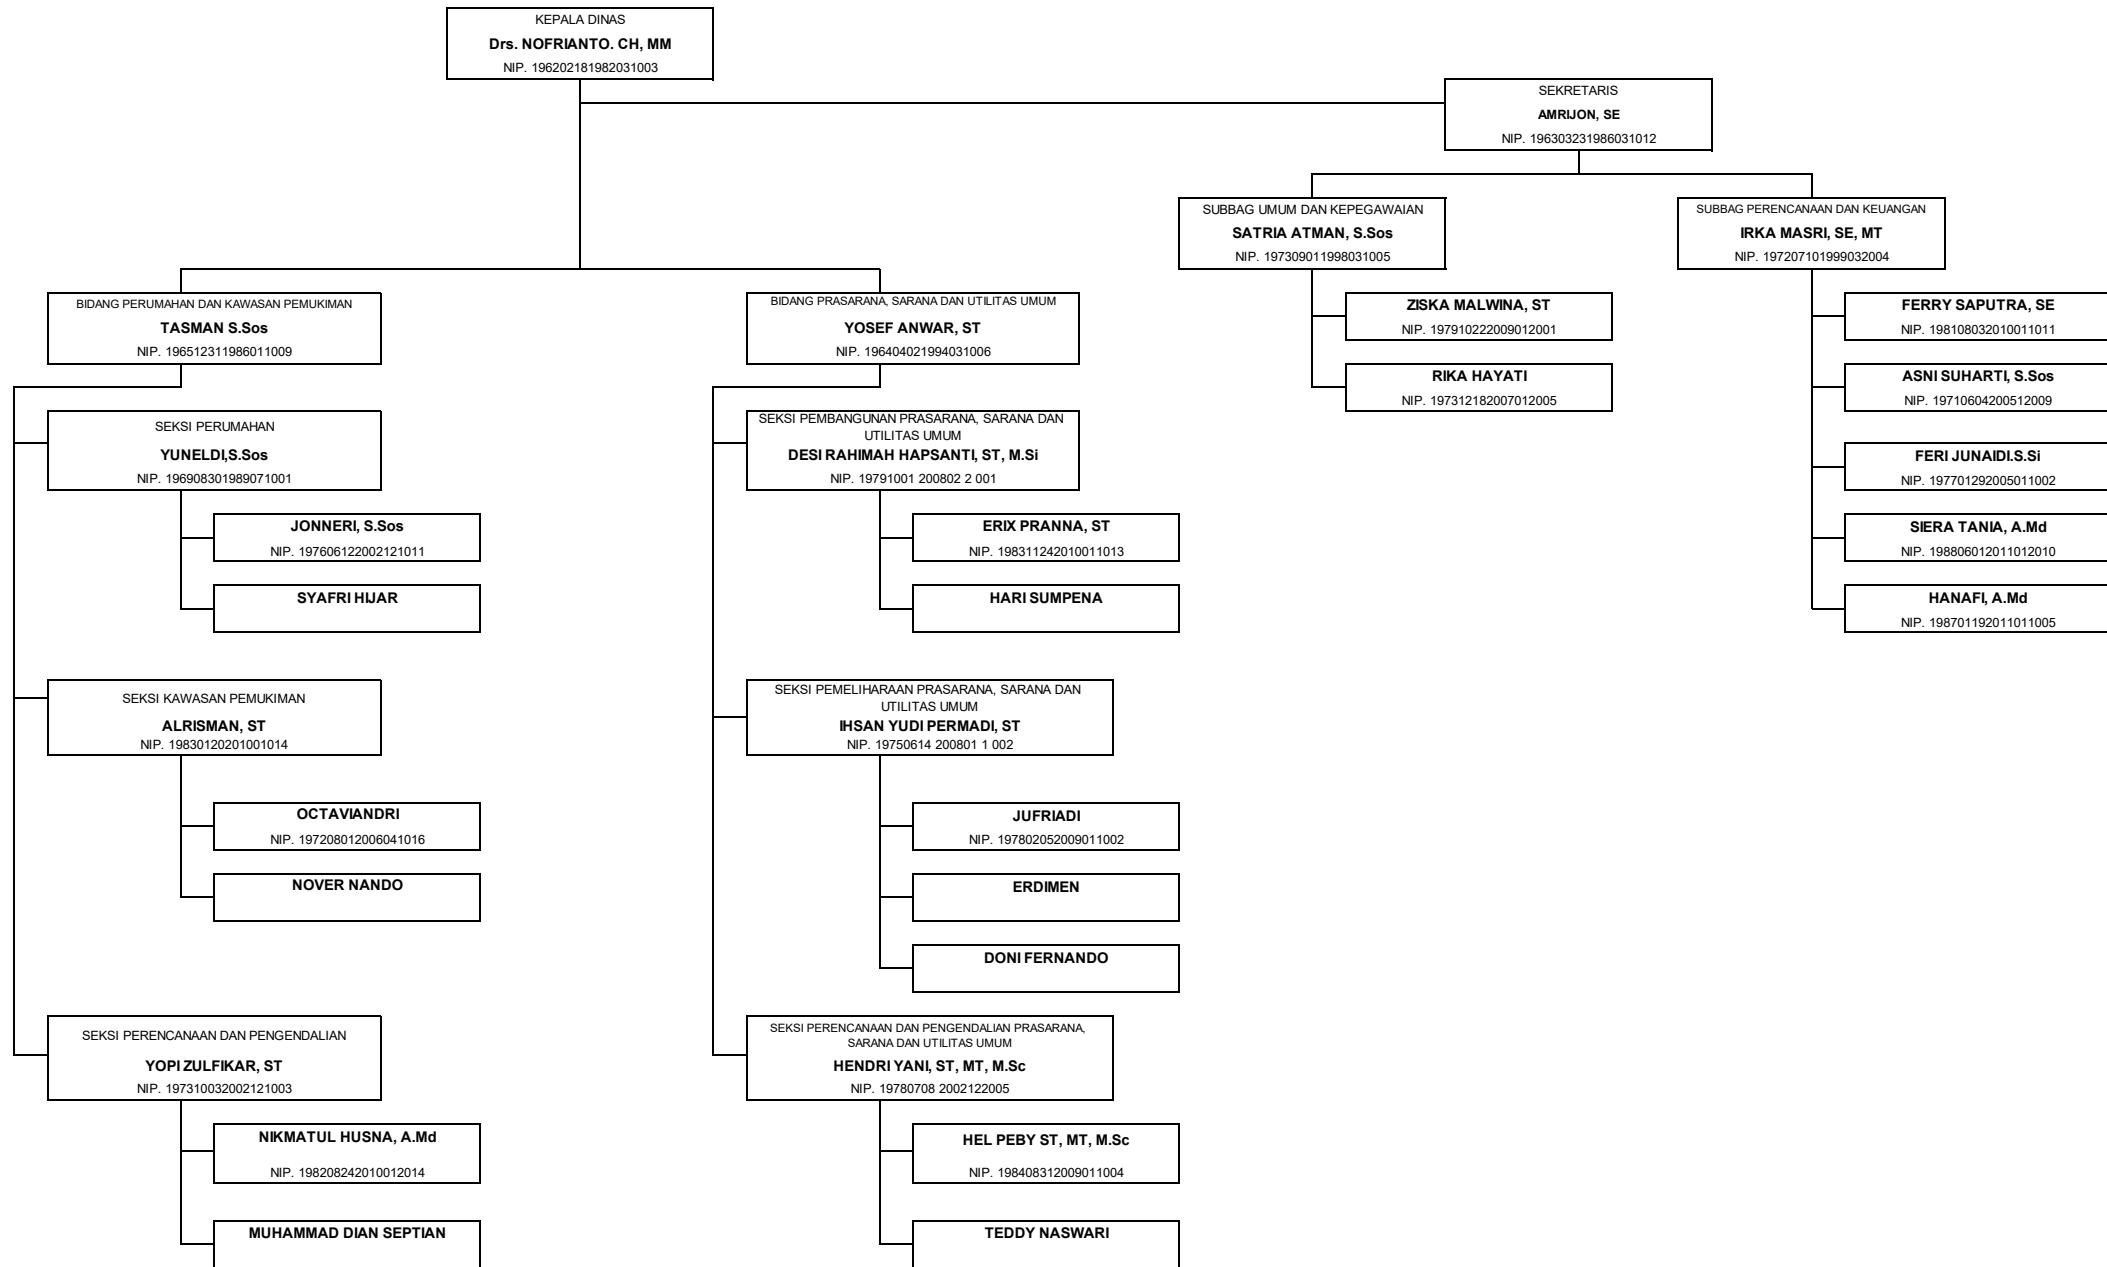 KEPALA DINAS
Drs. NOFRIANTO. CH, MM
NIP. 196202181982031003
SEKRETARIS
AMRIJON, SE
NIP. 196303231986031012
SUBBAG UMUM DAN KEPEGAWAIAN
SATRIA ATMAN, S.Sos
NIP. 197309011998031005
SUBBAG PERENCANAAN DAN KEUANGAN
IRKA MASRI, SE, MT
NIP. 197207101999032004
ZISKA MALWINA, ST
NIP. 197910222009012001
RIKA HAYATI
NIP. 197312182007012005
FERRY SAPUTRA, SE
NIP. 198108032010011011
ASNI SUHARTI, S.Sos
NIP. 19710604200512009
FERI JUNAIDI.S.Si
NIP. 197701292005011002
SIERA TANIA, A.Md
NIP. 198806012011012010
HANAFI, A.Md
NIP. 198701192011011005
BIDANG PERUMAHAN DAN KAWASAN PEMUKIMAN
TASMAN S.Sos
NIP. 196512311986011009
SEKSI PERUMAHAN
YUNELDI,S.Sos
NIP. 196908301989071001
JONNERI, S.Sos
NIP. 197606122002121011
SYAFRI HIJAR
SEKSI KAWASAN PEMUKIMAN
ALRISMAN, ST
NIP. 19830120201001014
OCTAVIANDRI
NIP. 197208012006041016
NOVER NANDO
SEKSI PERENCANAAN DAN PENGENDALIAN
YOPI ZULFIKAR, ST
NIP. 197310032002121003
NIKMATUL HUSNA, A.Md
NIP. 198208242010012014
MUHAMMAD DIAN SEPTIAN
BIDANG PRASARANA, SARANA DAN UTILITAS UMUM
YOSEF ANWAR, ST
NIP. 196404021994031006
SEKSI PEMBANGUNAN PRASARANA, SARANA DAN
UTILITAS UMUM
DESI RAHIMAH HAPSANTI, ST, M.Si
NIP. 19791001 200802 2 001
ERIX PRANNA, ST
NIP. 198311242010011013
HARI SUMPENA
SEKSI PEMELIHARAAN PRASARANA, SARANA DAN
UTILITAS UMUM
IHSAN YUDI PERMADI, ST
NIP. 19750614 200801 1 002
JUFRIADI
NIP. 197802052009011002
ERDIMEN
DONI FERNANDO
SEKSI PERENCANAAN DAN PENGENDALIAN PRASARANA,
SARANA DAN UTILITAS UMUM
HENDRI YANI, ST, MT, M.Sc
NIP. 19780708 2002122005
HEL PEBY ST, MT, M.Sc
NIP. 198408312009011004
TEDDY NASWARI